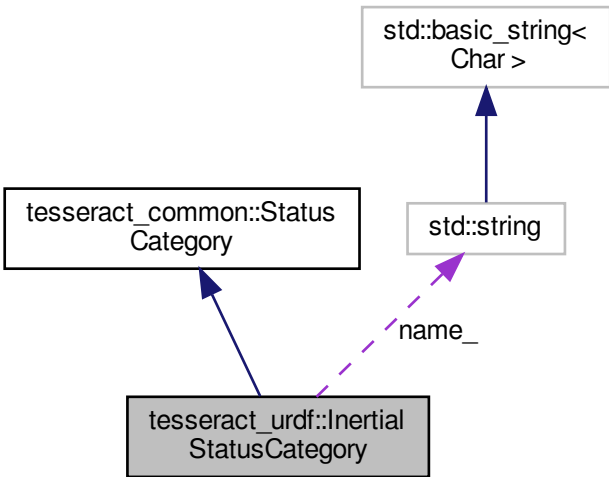 std::basic_string<
Char >
tesseract_common::Status
Category
std::string
name_
tesseract_urdf::Inertial
StatusCategory